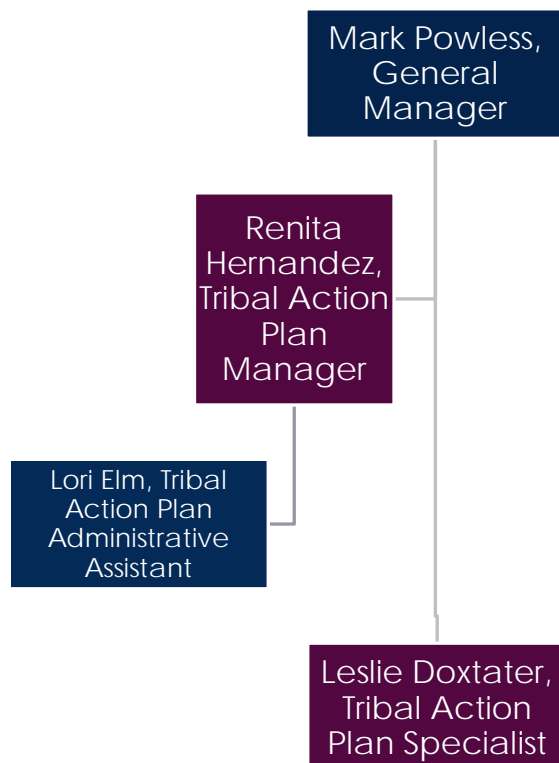 Mark Powless,
General
Manager
Renita
Hernandez,
Tribal Action
Plan
Manager
Lori Elm, Tribal
Action Plan
Administrative
Assistant
Leslie Doxtater,
Tribal Action
Plan Specialist